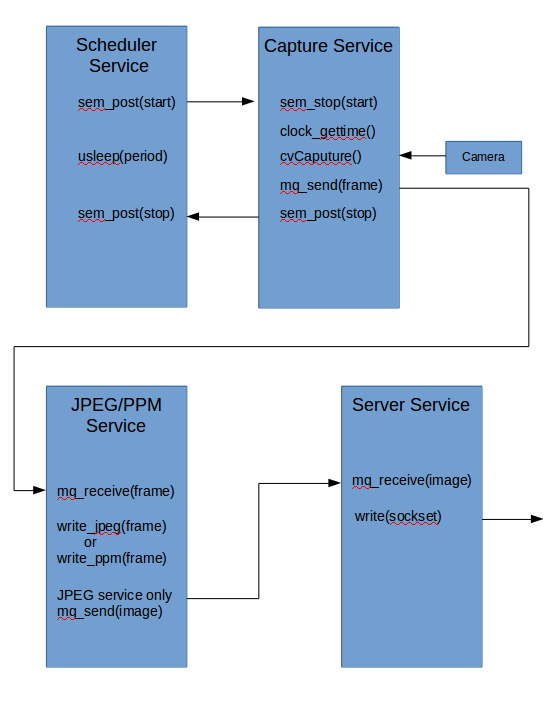 Scheduler
Service
sem_post(start)
usleep(period)
sem_post(stop)
Capture Service
sem_stop(start)
clock_gettime()
cvCaputure()
mq_send(frame)
sem_post(stop)
Camera
JPEG/PPM
Service
mq_receive(frame)
write_jpeg(frame)
or
write_ppm(frame)
JPEG service only
mq_send(image)
Server Service
mq_receive(image)
write(sockset)